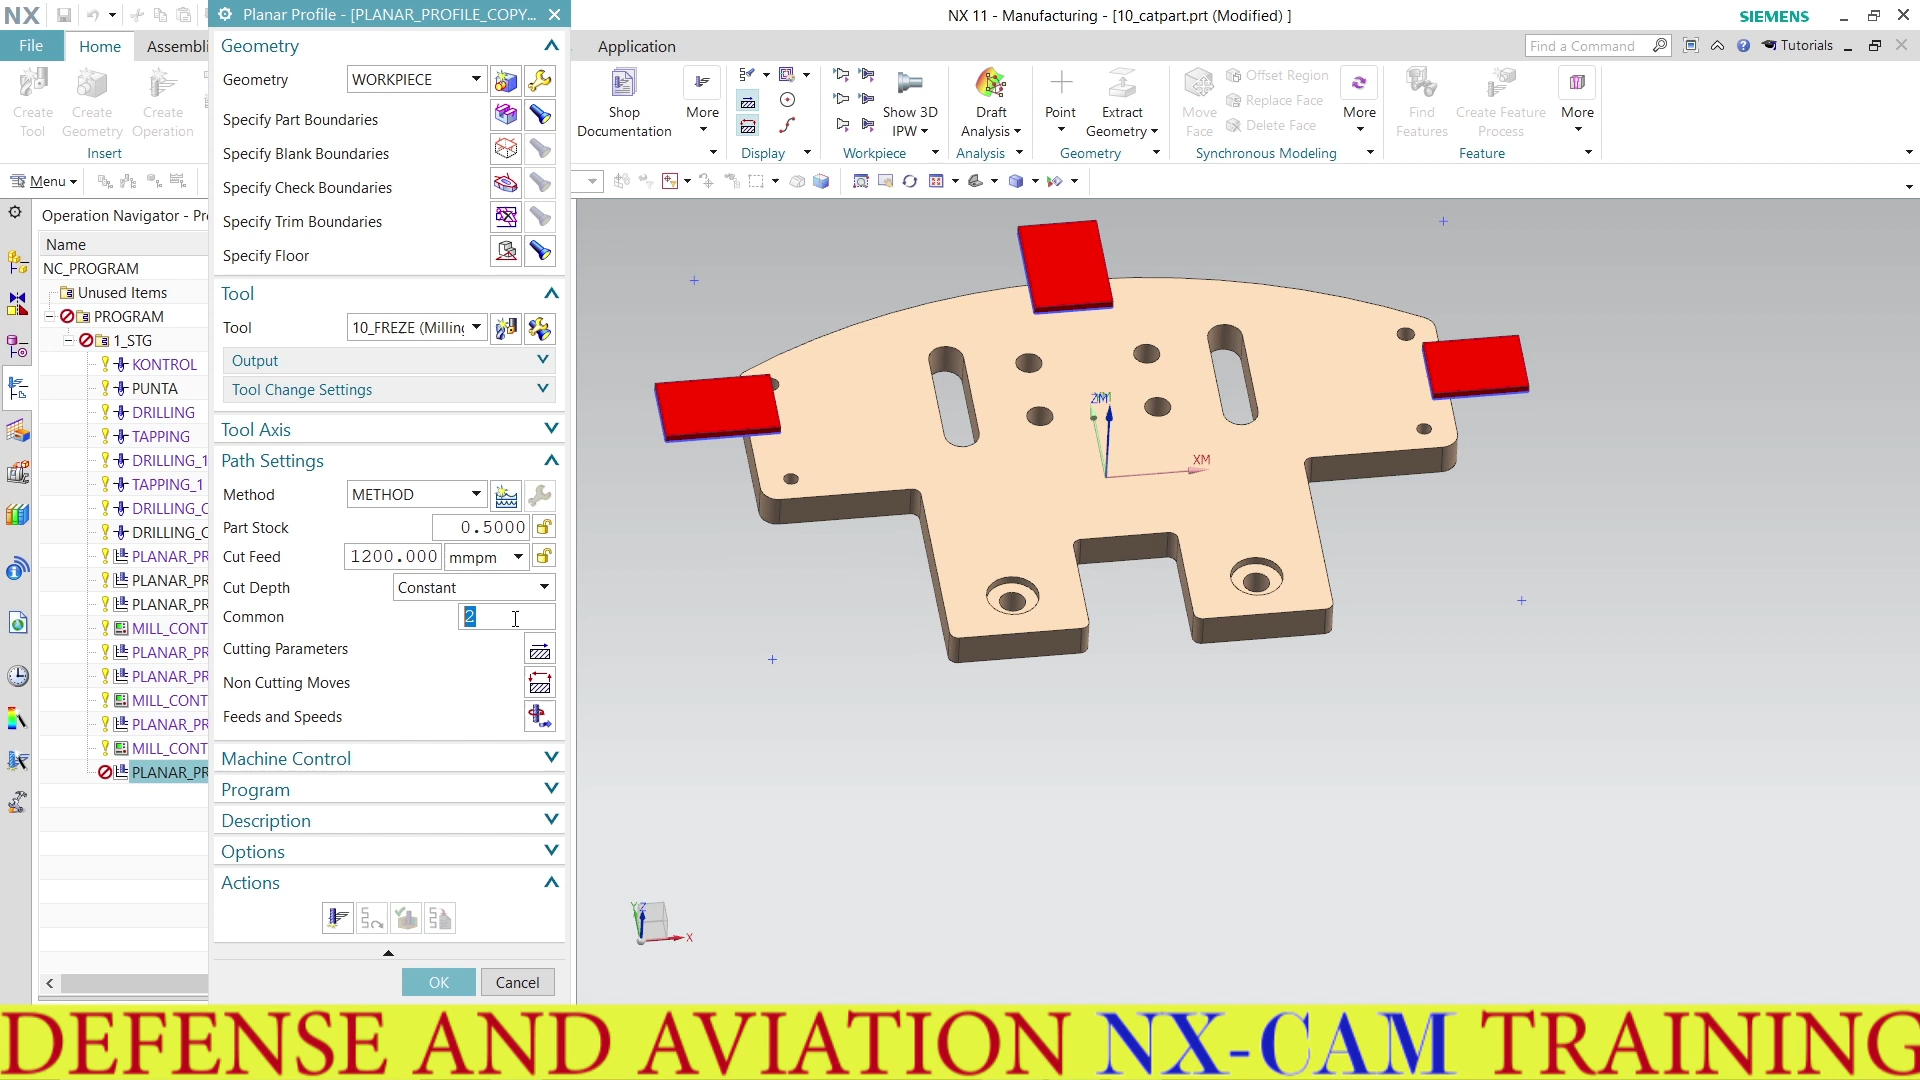 NX
Planar Profile - [PLANAR_PROFILE_COPY...
NX 11 - Manufacturing - [10_catpart.prt (Modified) ]
SIEMENS
File
Home
Assembli
Application
Find a Command
Tutorials
Create Tool
Create Geometry
Create Operation
Insert
Shop Documentation
More
Display
Show 3D IPW
Workpiece
Draft Analysis
Analysis
Point
Extract Geometry
Geometry
Move Face
Offset Region
Replace Face
Delete Face
More
Synchronous Modeling
Find Features
Create Feature Process
More
Feature
Menu
Operation Navigator - Pr
Name
NC_PROGRAM
Unused Items
PROGRAM
1_STG
KONTROL
PUNTA
DRILLING
TAPPING
DRILLING_1
TAPPING_1
DRILLING_C
DRILLING_C
PLANAR_PR
PLANAR_PR
PLANAR_PR
MILL_CONT
PLANAR_PR
PLANAR_PR
MILL_CONT
PLANAR_PR
MILL_CONT
PLANAR_PR
Geometry
Geometry
WORKPIECE
Specify Part Boundaries
Specify Blank Boundaries
Specify Check Boundaries
Specify Trim Boundaries
Specify Floor
Tool
Tool
10_FREZE (Milling
Output
Tool Change Settings
Tool Axis
Path Settings
Method
METHOD
Part Stock
0.5000
Cut Feed
1200.000
mmpm
Cut Depth
Constant
Common
2
Cutting Parameters
Non Cutting Moves
Feeds and Speeds
Machine Control
Program
Description
Options
Actions
OK
Cancel
XM
X
DEFENSE AND AVIATION NX-CAM TRAINING